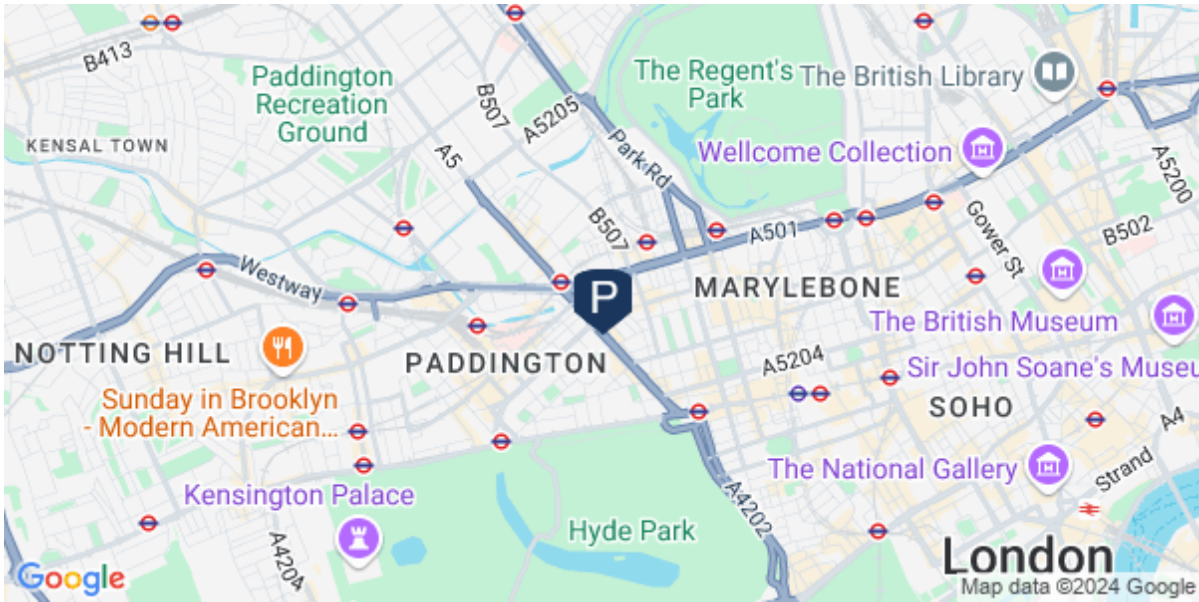 B413
Paddington
Recreation
Ground
KENSAL TOWN
B507
A5205
A5
The Regent's
Park
The British Library
Park Rd
Wellcome Collection
A5200
B507
A501
Gower St
B502
Westway
MARYLEBONE
P
The British Museum
NOTTING HILL
PADDINGTON
A5204
Sir John Soane's Museu
Sunday in Brooklyn
- Modern American...
SOHO
A4
Strand
The National Gallery
Kensington Palace
A4202
Hyde Park
A4204
London
Google
Map data ©2024 Google